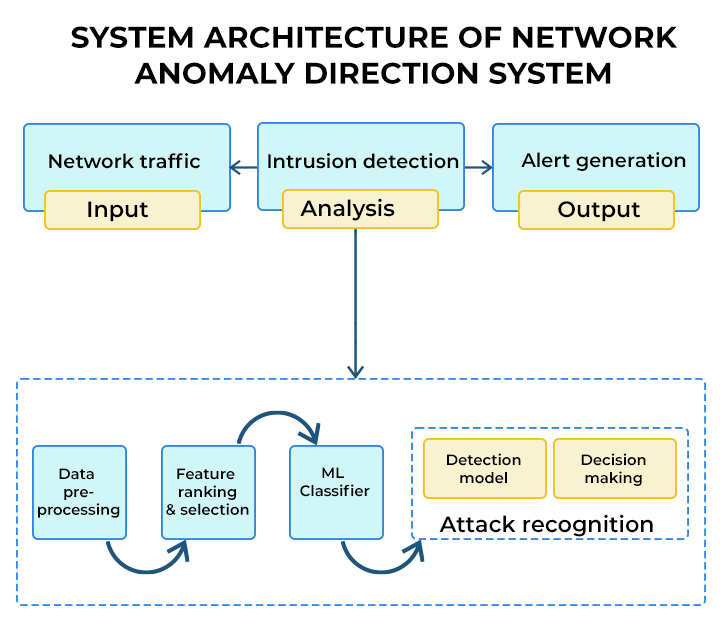 SYSTEM ARCHITECTURE OF NETWORK
ANOMALY DIRECTION SYSTEM
Network traffic
Input
Intrusion detection
Analysis
Alert generation
Output
Data
pre-
processing
Feature
ranking
& selection
ML
Classifier
Detection
model
Decision
making
Attack recognition